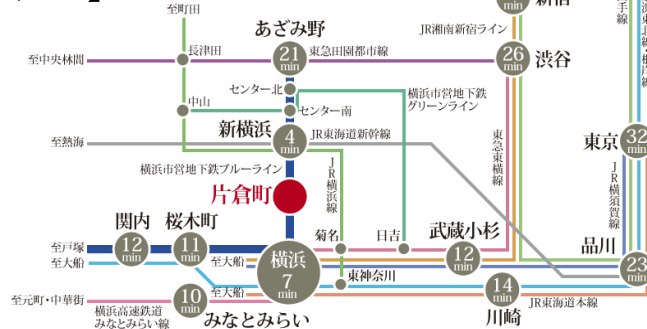 至町田
新宿
JR湘南新宿ライン
あざみ野
長津田
21
min
東急田園都市線
26
min
渋谷
至中央林間
センター北
横浜市営地下鉄
グリーンライン
中山
センター南
新横浜
4
min
JR東海道新幹線
東京
32
min
至熱海
東急東横線
横浜市営地下鉄ブルーライン
JR横浜線
JR横須賀線
片倉町
関内
桜木町
菊名
日吉
武蔵小杉
品川
至戸塚
12
min
11
min
至大船
至大船
横浜
7
min
12
min
23
min
東神奈川
至大船
14
min
至元町・中華街
10
min
JR東海道本線
横浜高速鉄道
みなとみらい線
みなとみらい
川崎